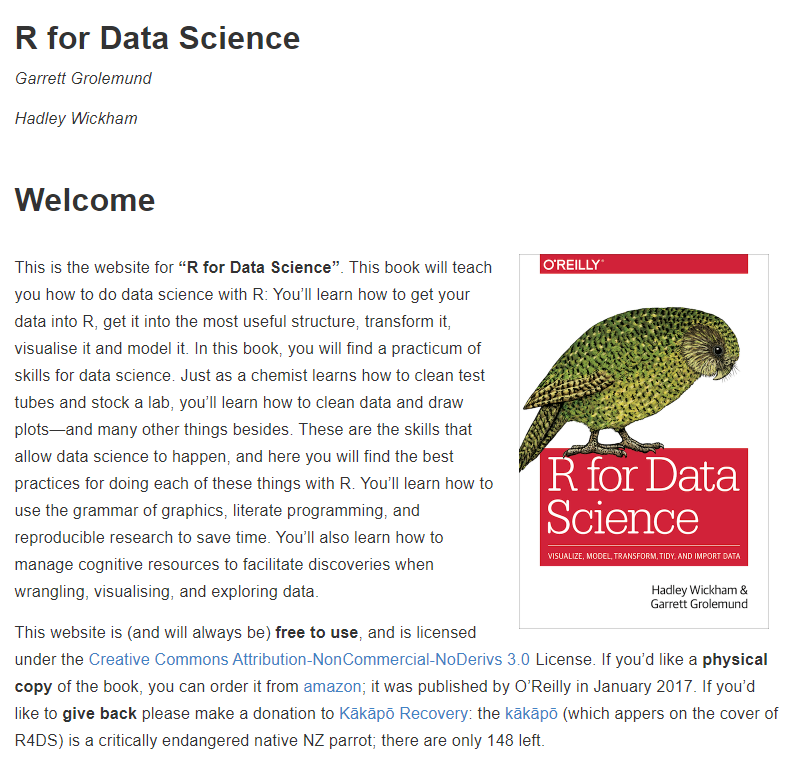 R for Data Science
Garrett Grolemund
Hadley Wickham
Welcome
This is the website for “R for Data Science”. This book will teach
you how to do data science with R: You’ll learn how to get your
data into R, get it into the most useful structure, transform it,
visualise it and model it. In this book, you will find a practicum of
skills for data science. Just as a chemist learns how to clean test
tubes and stock a lab, you’ll learn how to clean data and draw
plots—and many other things besides. These are the skills that
allow data science to happen, and here you will find the best
practices for doing each of these things with R. You’ll learn how to
use the grammar of graphics, literate programming, and
reproducible research to save time. You’ll also learn how to
manage cognitive resources to facilitate discoveries when
wrangling, visualising, and exploring data.
O’REILLY™
R for Data
Science
VISUALIZE, MODEL, TRANSFORM, TIDY, AND IMPORT DATA
Hadley Wickham &
Garrett Grolemund
This website is (and will always be) free to use, and is licensed
under the Creative Commons Attribution-NonCommercial-NoDerivs 3.0 License. If you’d like a physical
copy of the book, you can order it from amazon; it was published by O’Reilly in January 2017. If you’d
like to give back please make a donation to Kākāpō Recovery: the kākāpō (which appers on the cover of
R4DS) is a critically endangered native NZ parrot; there are only 148 left.